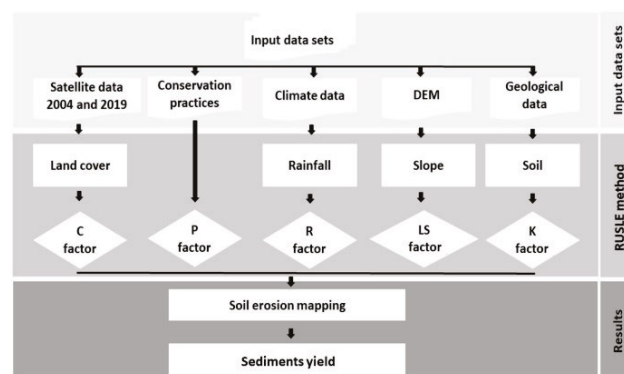 Input data sets
Input data sets
Satellite data
2004 and 2019
Conservation
practices
Climate data
DEM
Geological
data
Land cover
Rainfall
Slope
Soil
RUSLE method
C
factor
P
factor
R
factor
LS
factor
K
factor
Soil erosion mapping
Results
Sediments yield